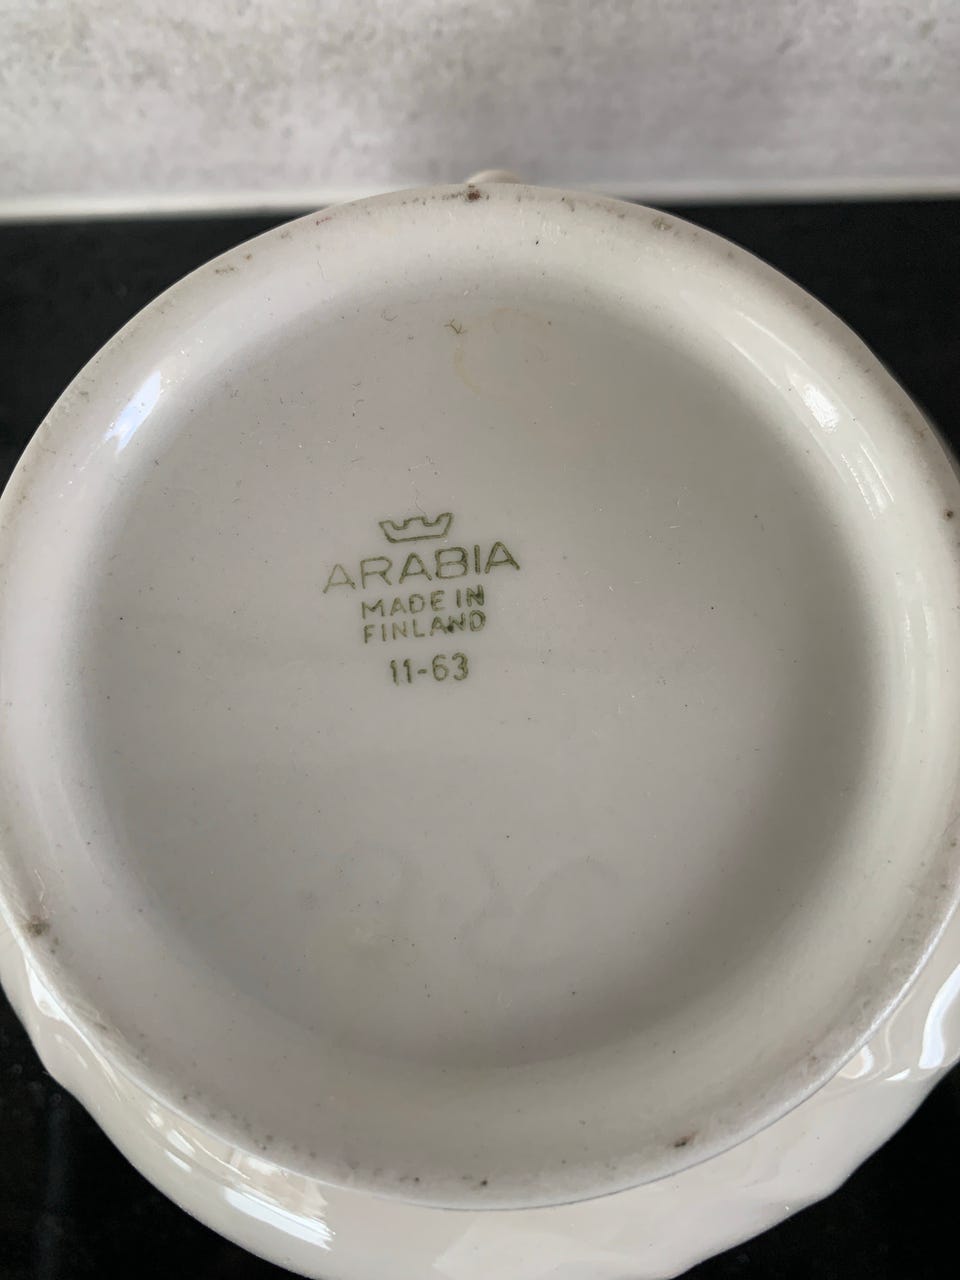 ARABIA
MADE IN
FINLAND
11-63